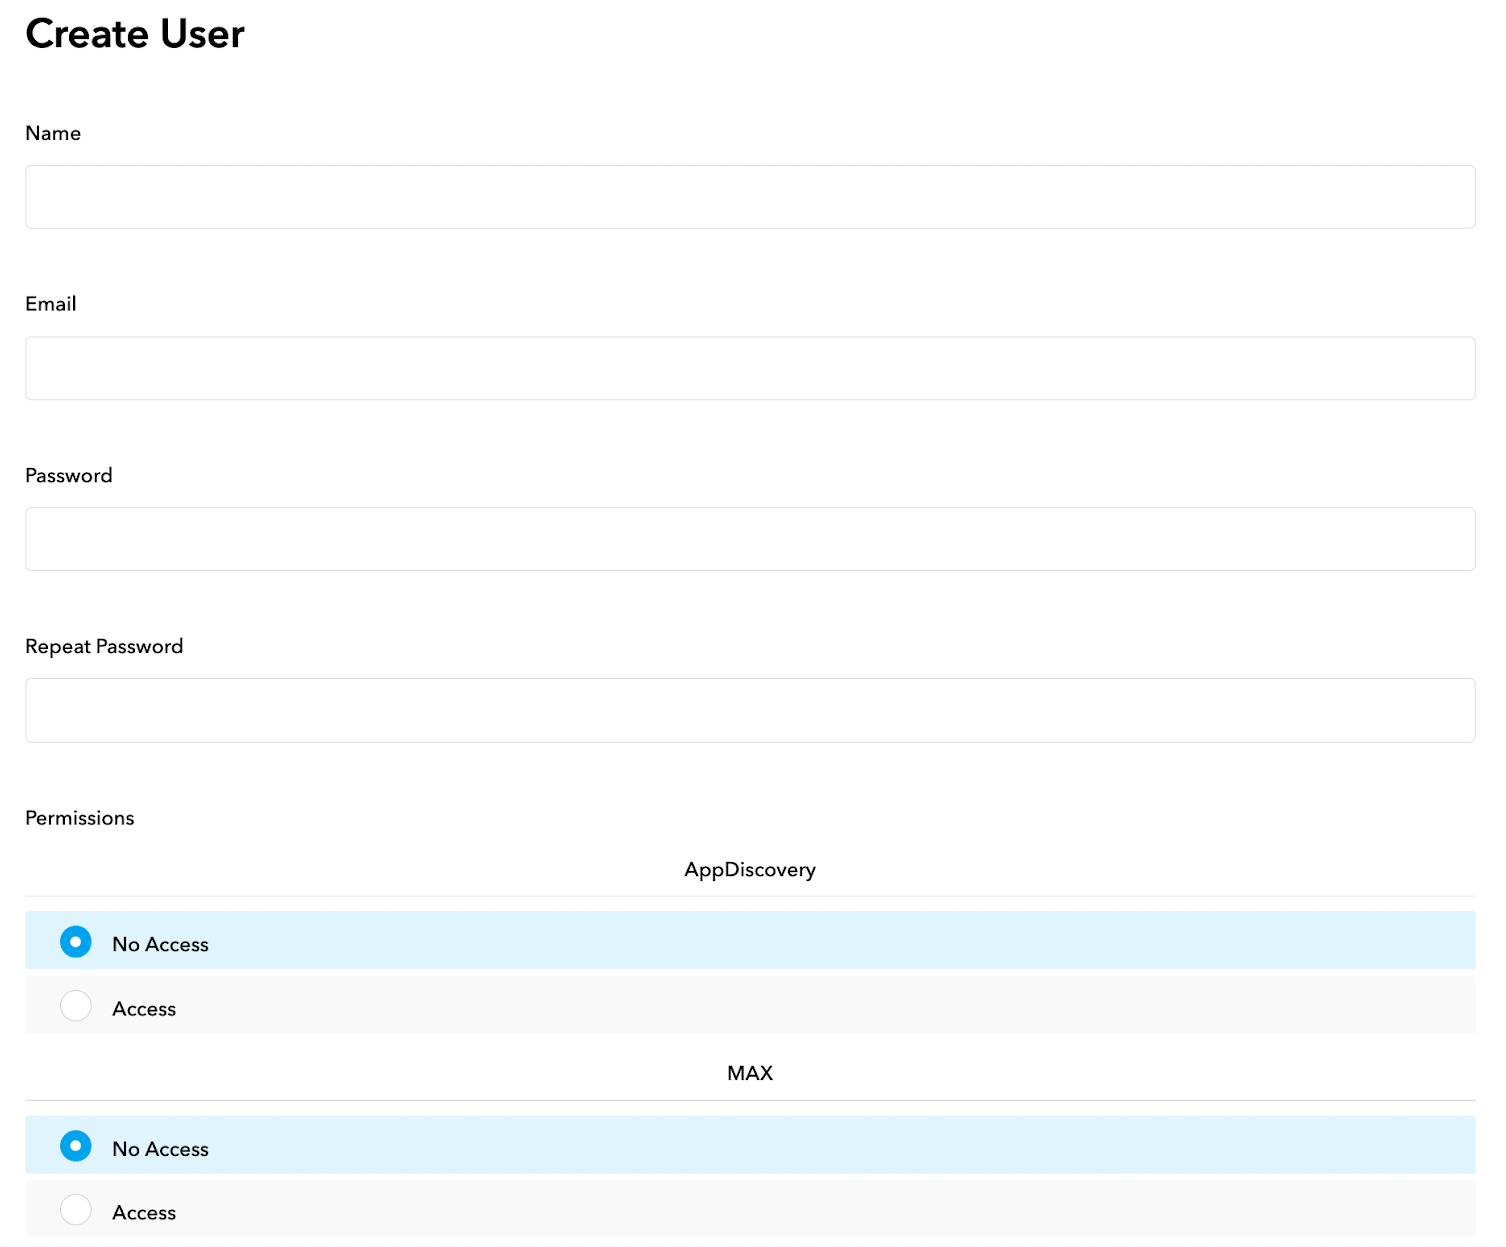 Create User
Name
Email
Password
Repeat Password
Permissions
AppDiscovery
No Access
Access
MAX
No Access
Access